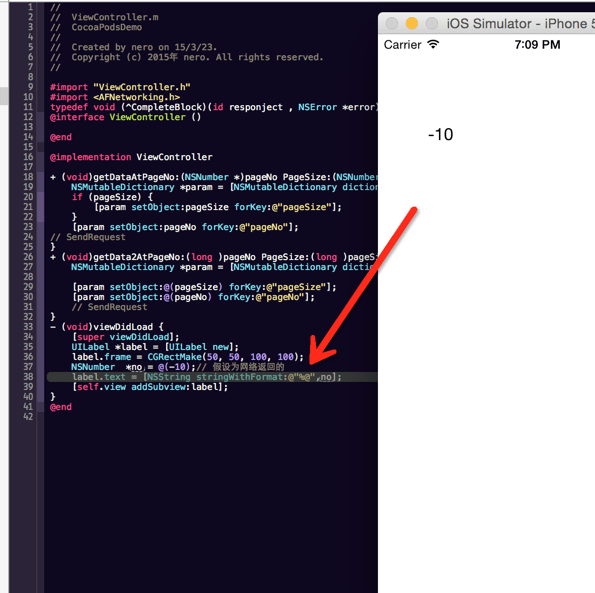 1 //
2 // ViewController.m
3 // CocoaPodsDemo
4 //
5 // Created by nero on 15/3/23.
6 // Copyright (c) 2015年 nero. All rights reserved.
7 //
8
9 #import "ViewController.h"
10 #import <AFNetworking.h>
11 typedef void (^CompleteBlock)(id responject , NSError *error)
12 @interface ViewController ()
13
14 @end
15
16 @implementation ViewController
17
18 + (void)getDataAtPageNo:(NSNumber *)pageNo PageSize:(NSNumber
19 NSMutableDictionary *param = [NSMutableDictionary diction
20 if (pageSize) {
21 [param setObject:pageSize forKey:@"pageSize"];
22 }
23 [param setObject:pageNo forKey:@"pageNo"];
24 // SendRequest
25 }
26 + (void)getData2AtPageNo:(long )pageNo PageSize:(long )pageSiz
27 NSMutableDictionary *param = [NSMutableDictionary diction
28
29 [param setObject:@(pageSize) forKey:@"pageSize"];
30 [param setObject:@(pageNo) forKey:@"pageNo"];
31 // SendRequest
32 }
33 - (void)viewDidLoad {
34 [super viewDidLoad];
35 UILabel *label = [UILabel new];
36 label.frame = CGRectMake(50, 50, 100, 100);
37 NSNumber *no = @(-10);// 假设为网络返回的
38 label.text = [NSString stringWithFormat:@"%@",no];
39 [self.view addSubview:label];
40 }
41 @end
42
iOS Simulator - iPhone 5
Carrier 7:09 PM
-10